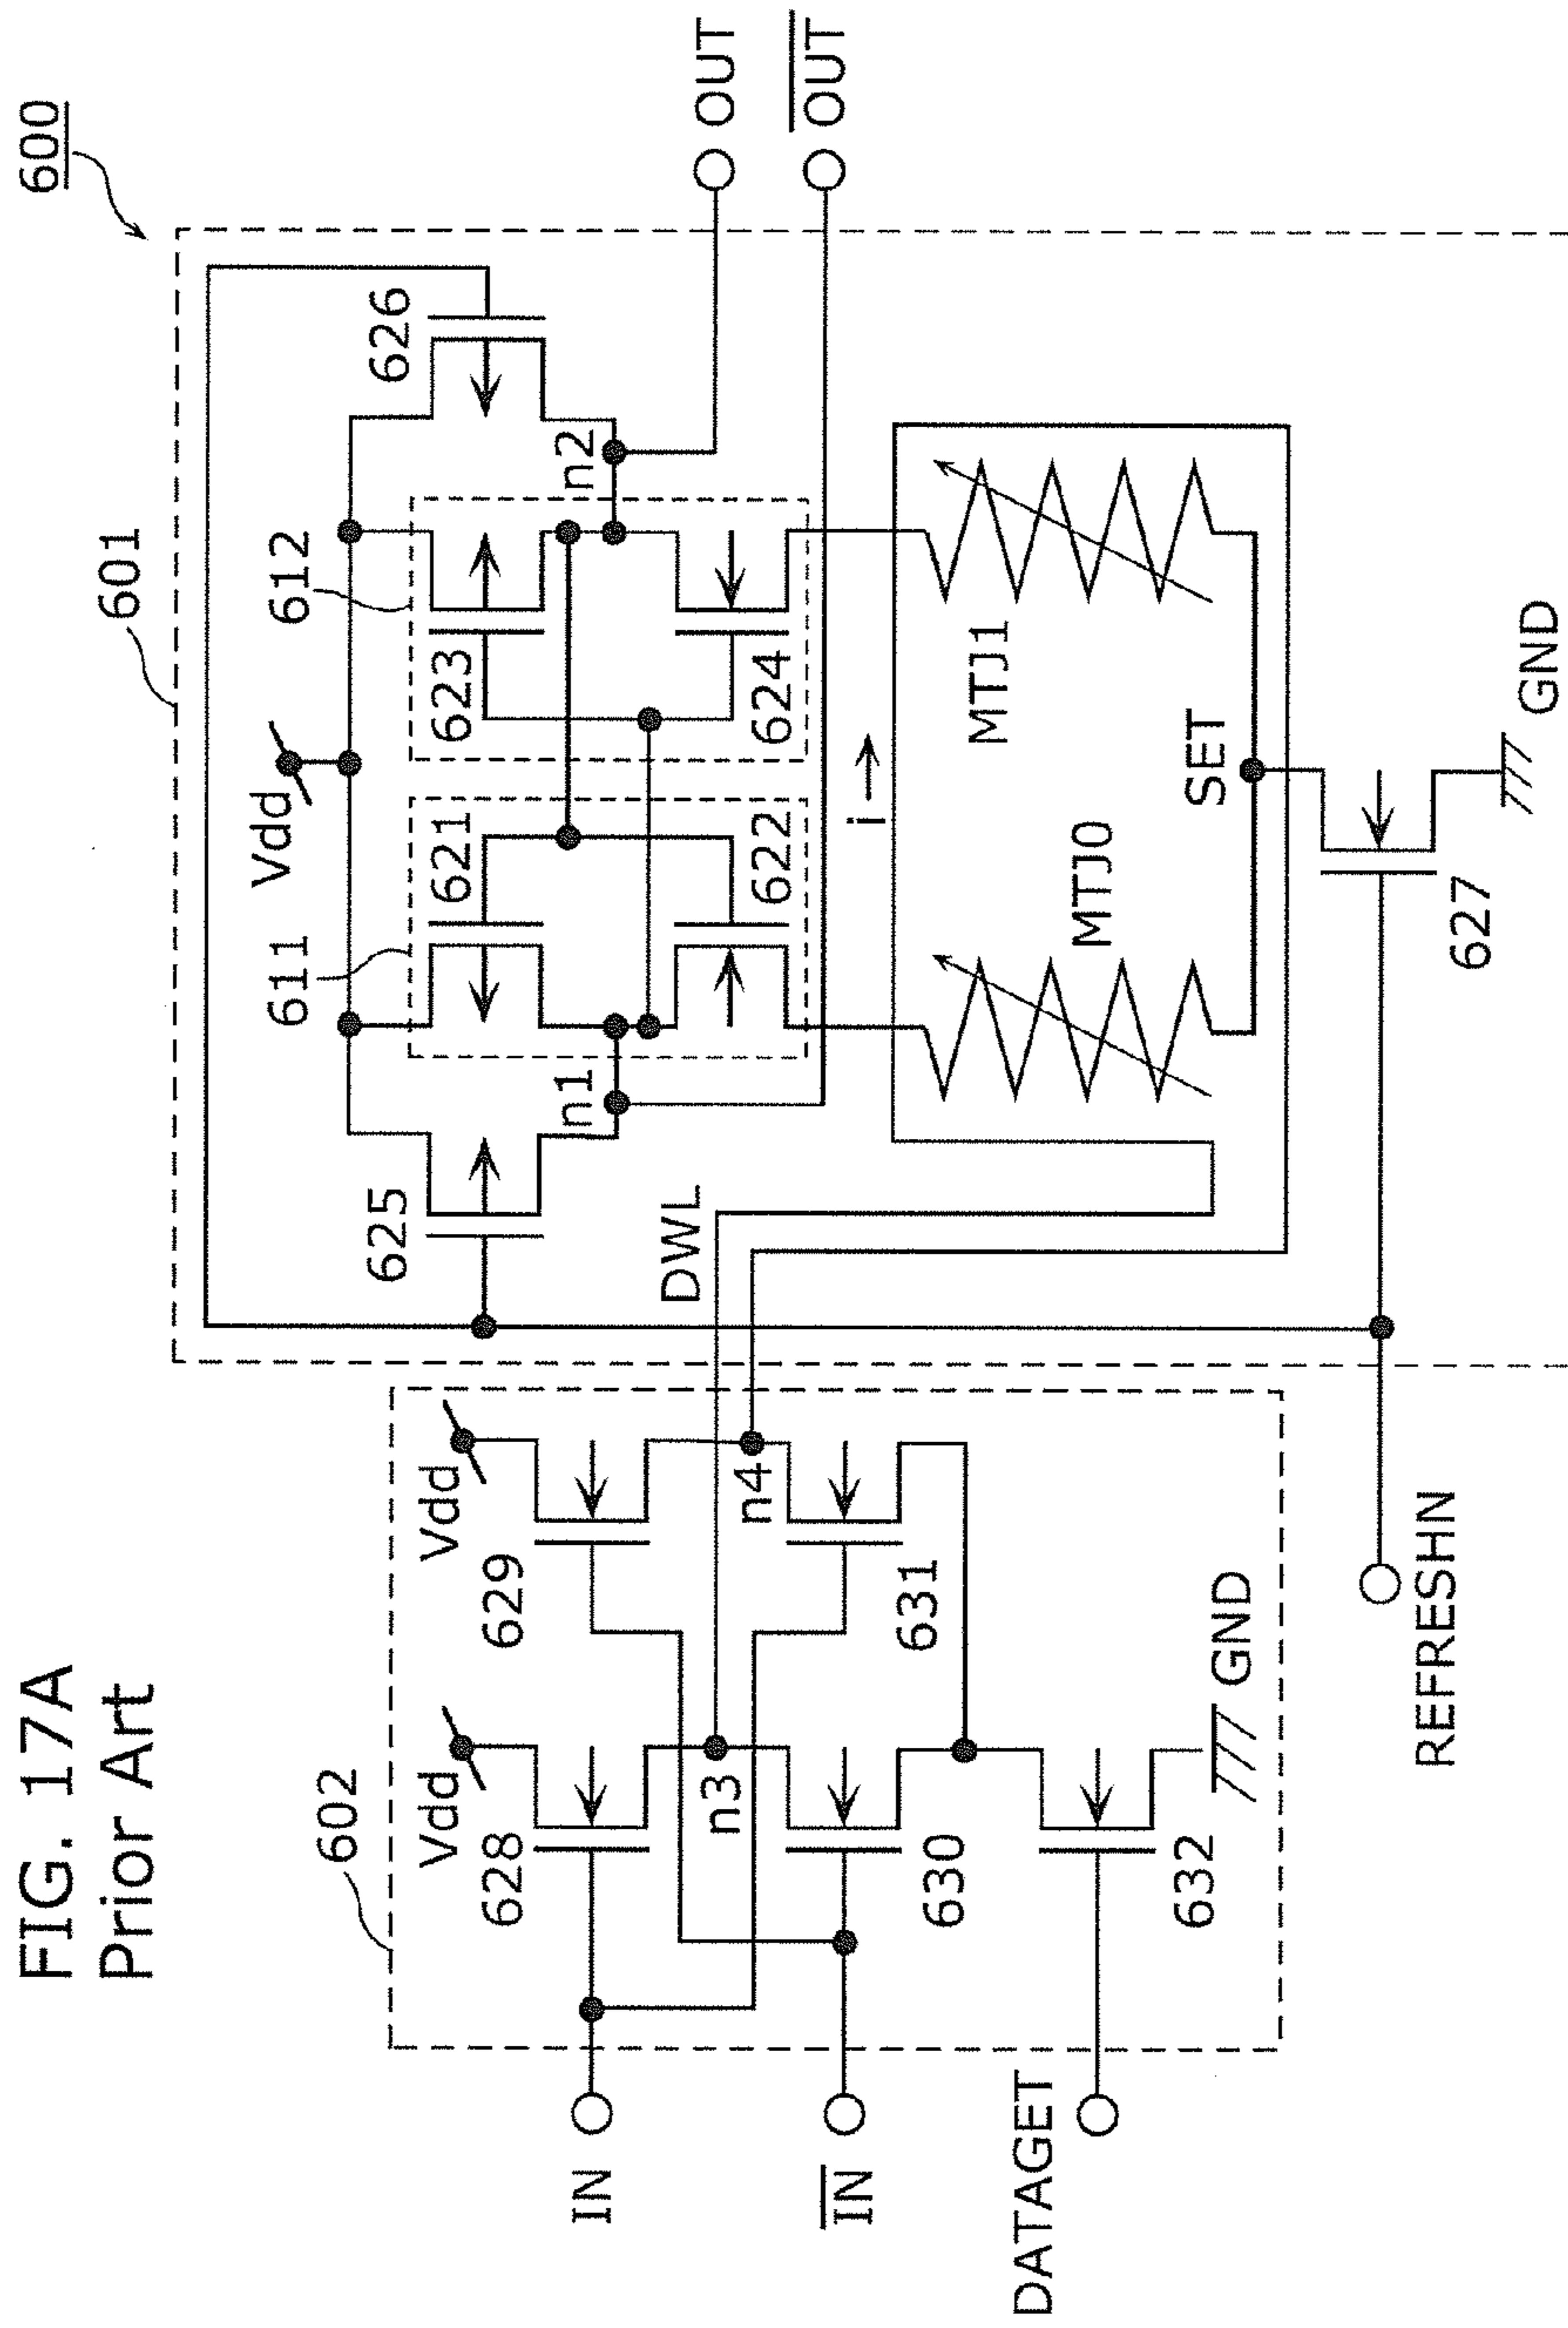 FIG. 17A
Prior Art
600
601
602
Vdd
611
612
625
621
623
626
n1
n2
622
624
OUT
O̅U̅T̅
DWL
i
MTJ0
MTJ1
SET
627
GND
Vdd
Vdd
628
629
n3
n4
630
631
632
GND
IN
I̅N̅
DATAGET
REFRESHN